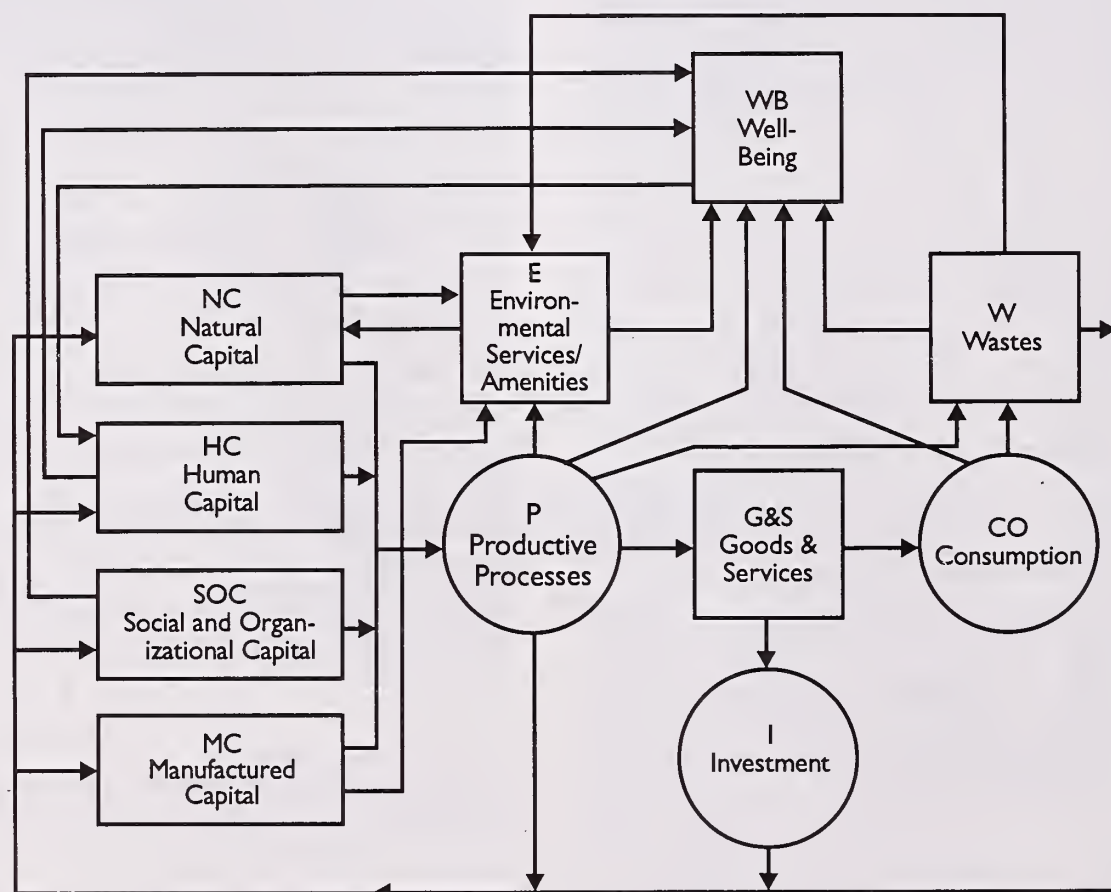 WB
Well-
Being
E
Environ-
mental
Services/
Amenities
W
Wastes
NC
Natural
Capital
HC
Human
Capital
SOC
Social and Organ-
izational Capital
MC
Manufactured
Capital
P
Productive
Processes
G&S
Goods &
Services
CO
Consumption
I
Investment